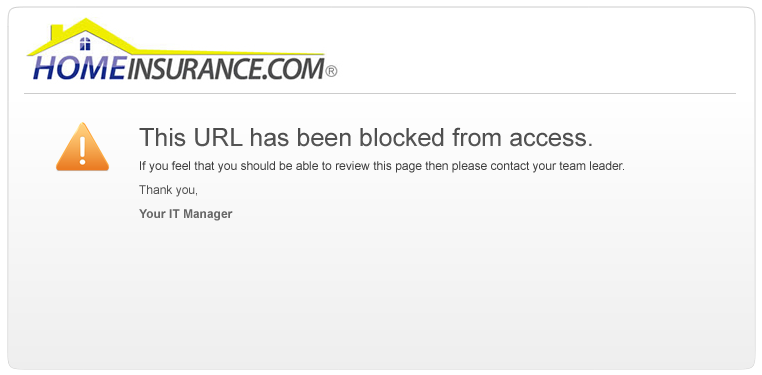 HOMEINSURANCE.COM®
This URL has been blocked from access.
If you feel that you should be able to review this page then please contact your team leader.
Thank you,
Your IT Manager